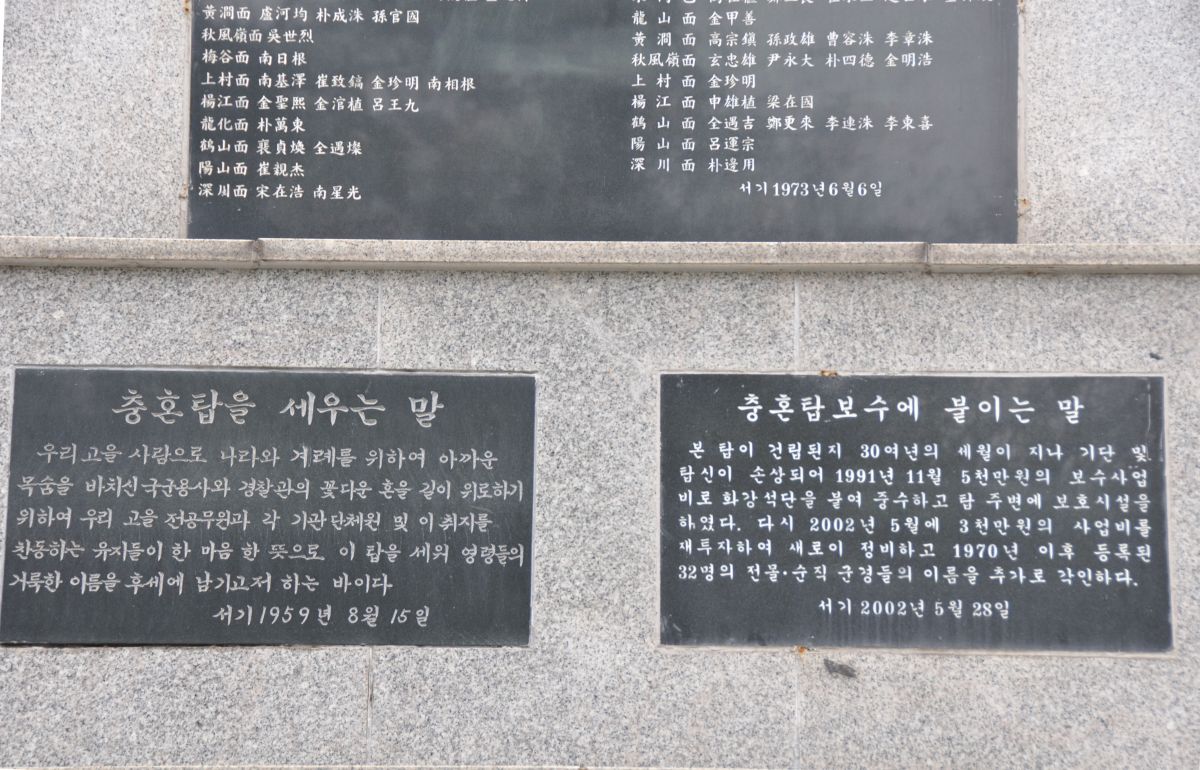 黃澗面 盧河均 朴成洙 孫官國
秋風嶺面 吳世烈
梅谷面 南日根
上村面 南基澤 崔致鎬 金珍明 南相根
楊江面 金聖熙 金淯植 呂王九
龍化面 朴萬東
鶴山面 裵貞煥 全遇燦
陽山面 崔親杰
深川面 宋在浩 南星光
龍山面 金甲善
黃澗面 高宗鎭 孫政雄 曹容洙 李章洙
秋風嶺面 玄忠雄 尹永大 朴四德 金明浩
上村面 金珍明
楊江面 申雄植 梁在國
鶴山面 全遇吉 鄭更來 李連洙 李東喜
陽山面 呂運宗
深川面 朴邊用
서기 1973년 6월 6일
충혼탑을 세우는 말
우리 고을 사람으로 나라와 계레를 위하여 아까운
목숨을 바치신 국군용사와 경찰관의 꽃다운 혼을 길이 위로하기
위하여 우리 고을 전공무원과 각 기관 단체원 및 이 취지를
찬동하는 유지들이 한 마음 한 뜻으로 이 탑을 세워 영령들의
거룩한 이름을 후세에 남기고저 하는 바이다.
서기 1959년 8월 15일
충혼탑보수에 붙이는 말
본 탑이 건립된지 30여년의 세월이 지나 기단 및
탑신이 손상되어 1991년 11월 5천만원의 보수사업
비로 화강석단을 붙여 중수하고 탑 주변에 보호시설을
하였다. 다시 2002년 5월에 3천만원의 사업비를
재투자하여 새로이 정비하고 1970년 이후 등록된
32명의 전몰·순직 군경들의 이름을 추가로 각인하다.
서기 2002년 5월 28일